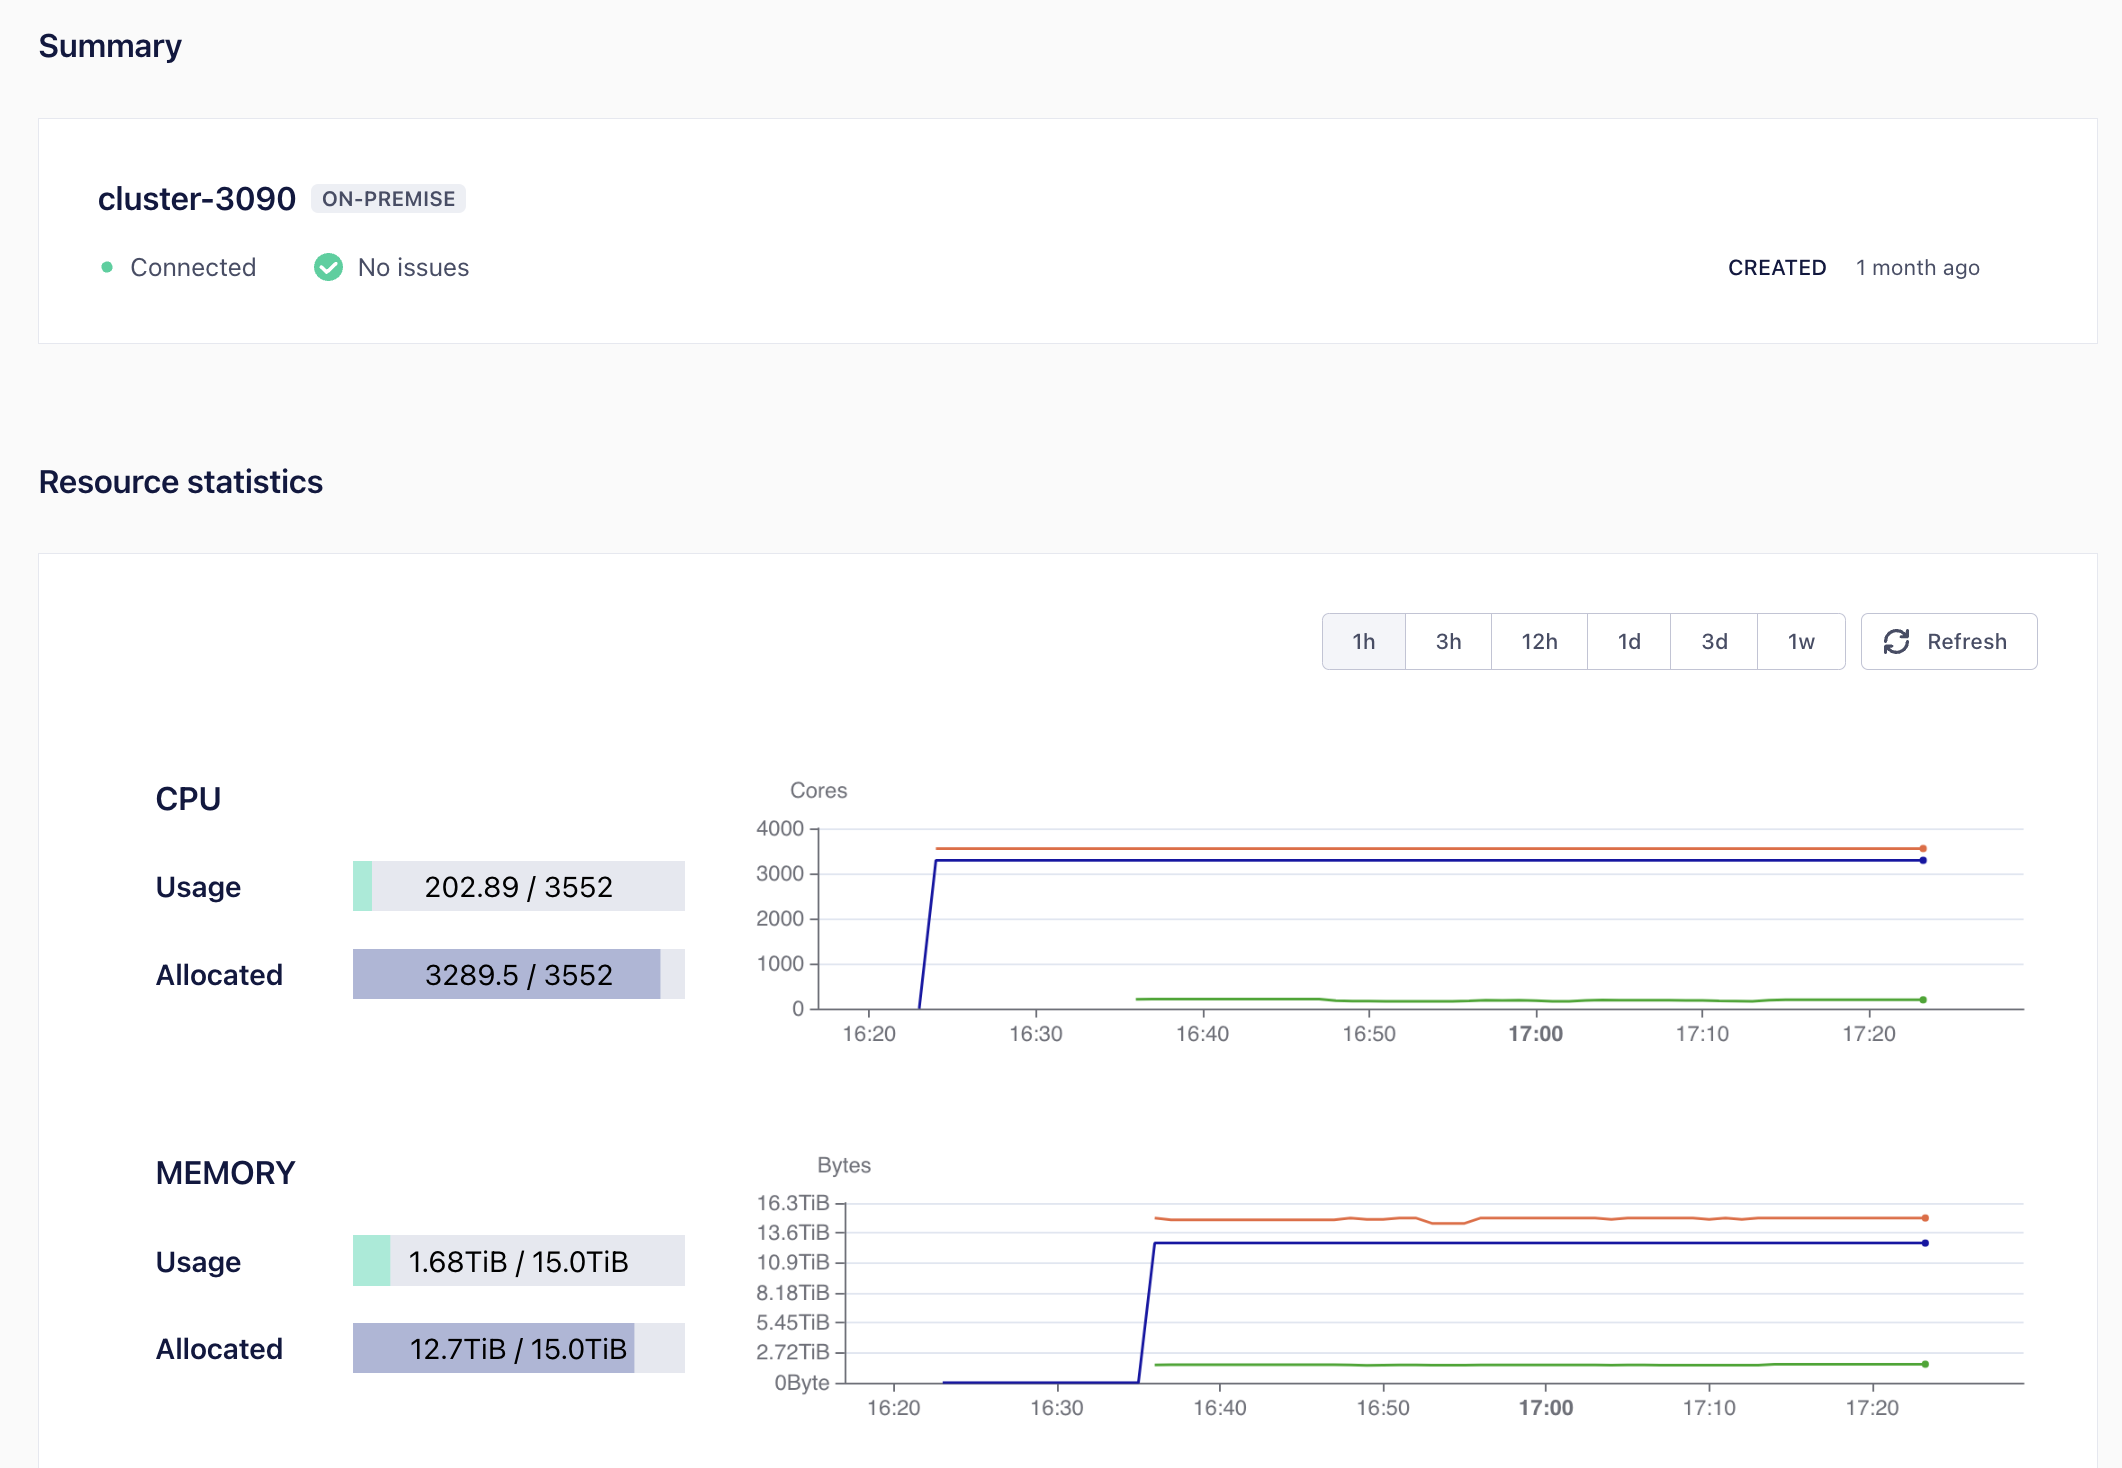 Summary
cluster-3090 ON-PREMISE
Connected No issues CREATED 1 month ago
Resource statistics
1h 3h 12h 1d 3d 1w Refresh
CPU
Usage 202.89 / 3552
Allocated 3289.5 / 3552
Cores
4000
3000
2000
1000
0
16:20 16:30 16:40 16:50 17:00 17:10 17:20
MEMORY
Usage 1.68TiB / 15.0TiB
Allocated 12.7TiB / 15.0TiB
Bytes
16.3TiB
13.6TiB
10.9TiB
8.18TiB
5.45TiB
2.72TiB
0Byte
16:20 16:30 16:40 16:50 17:00 17:10 17:20